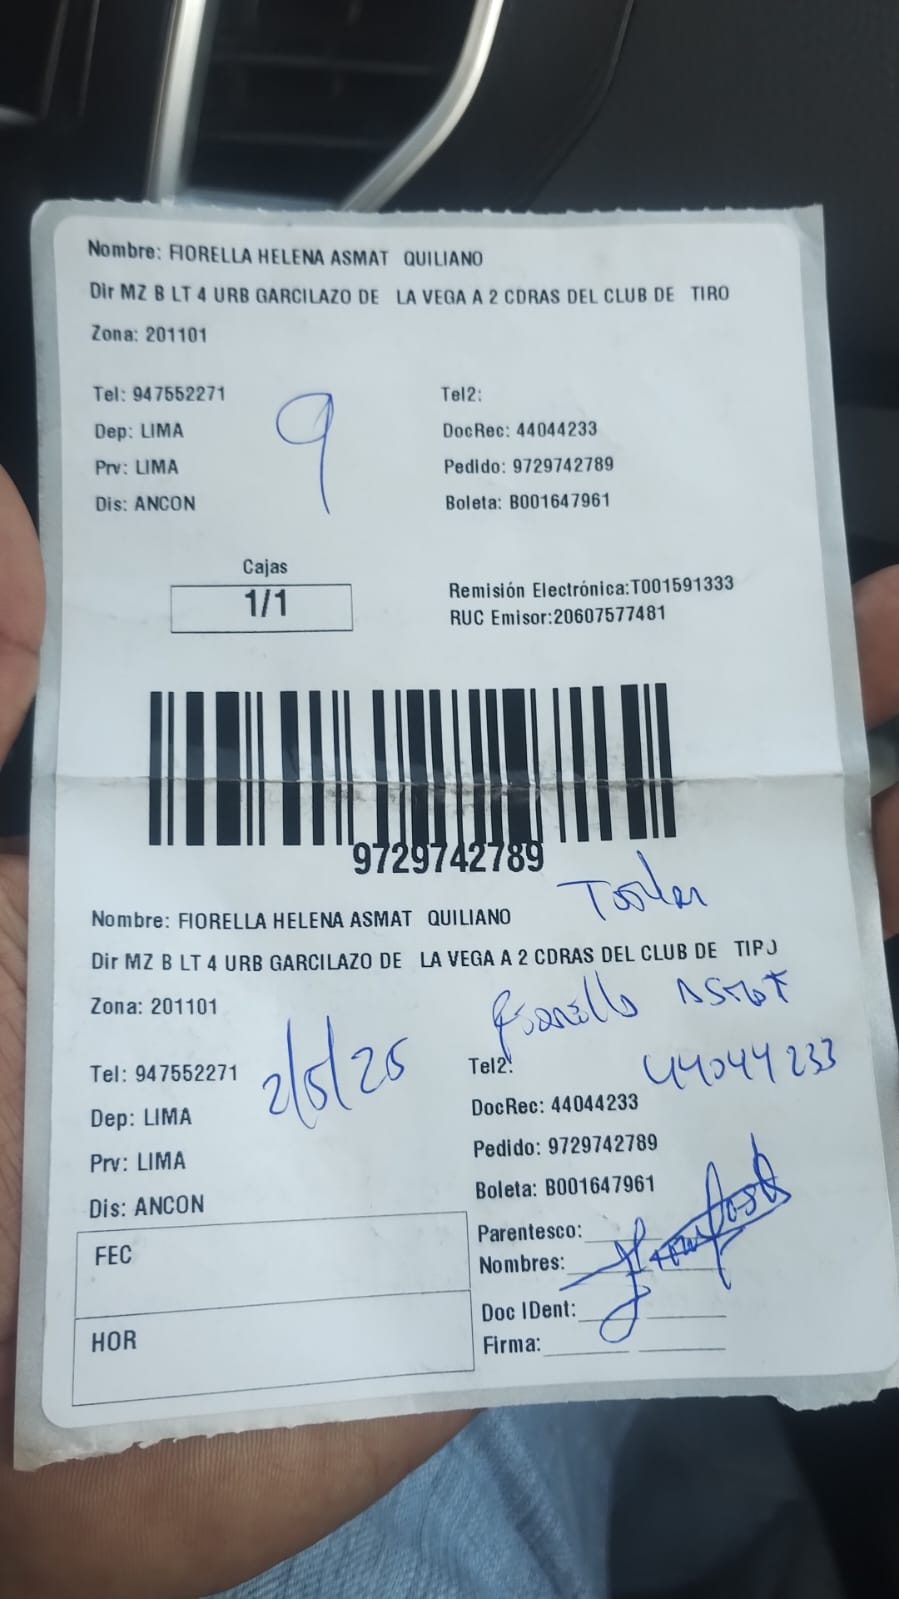 Nombre: FIORELLA HELENA ASMAT QUILIANO
Dir MZ B LT 4 URB GARCILAZO DE LA VEGA A 2 CDRAS DEL CLUB DE TIRO
Zona: 201101
Tel: 947552271 Tel2:
Dep: LIMA DocRec: 44044233
Prv: LIMA Pedido: 9729742789
Dis: ANCON Boleta: B001647961
9
Cajas
1/1
Remisión Electrónica:T001591333
RUC Emisor:20607577481
9729742789
Nombre: FIORELLA HELENA ASMAT QUILIANO
Dir MZ B LT 4 URB GARCILAZO DE LA VEGA A 2 CDRAS DEL CLUB DE
Zona: 201101
Asmat
Tel: 947552271 2/5/25 Tel2: 44044233
Dep: LIMA DocRec: 44044233
Prv: LIMA Pedido: 9729742789
Dis: ANCON Boleta: B001647961
FEC Parentesco:
Nombres:
HOR Doc IDent:
Firma: